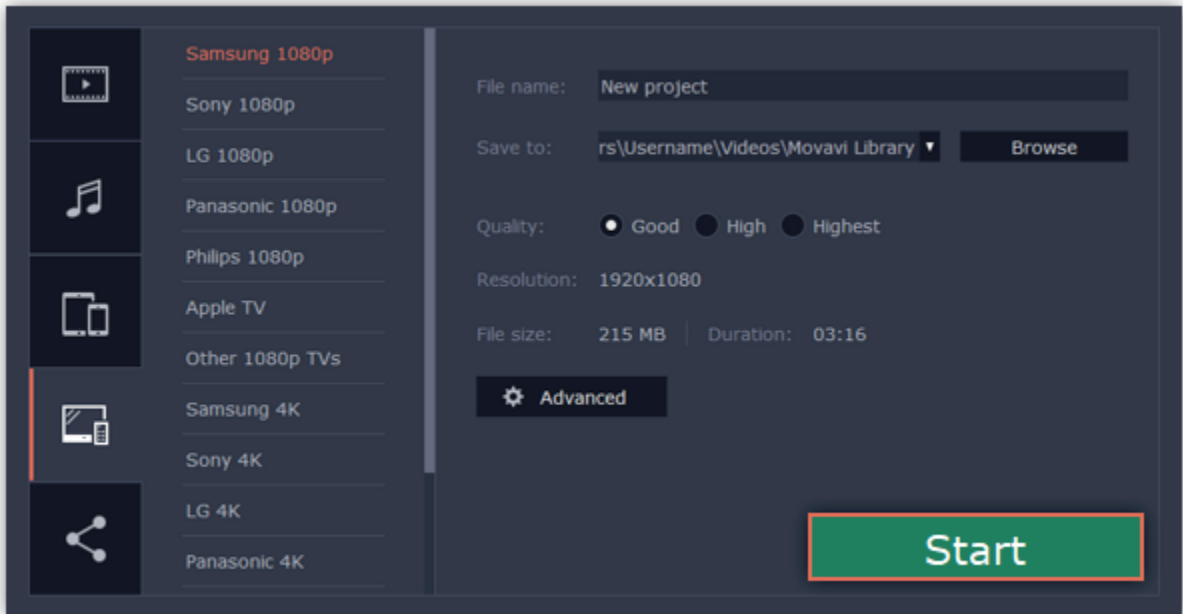 Samsung 1080p
Sony 1080p
LG 1080p
Panasonic 1080p
Philips 1080p
Apple TV
Other 1080p TVs
Samsung 4K
Sony 4K
LG 4K
Panasonic 4K
File name: New project
Save to: rs\Username\Videos\Movavi Library Browse
Quality: Good High Highest
Resolution: 1920x1080
File size: 215 MB Duration: 03:16
Advanced
Start